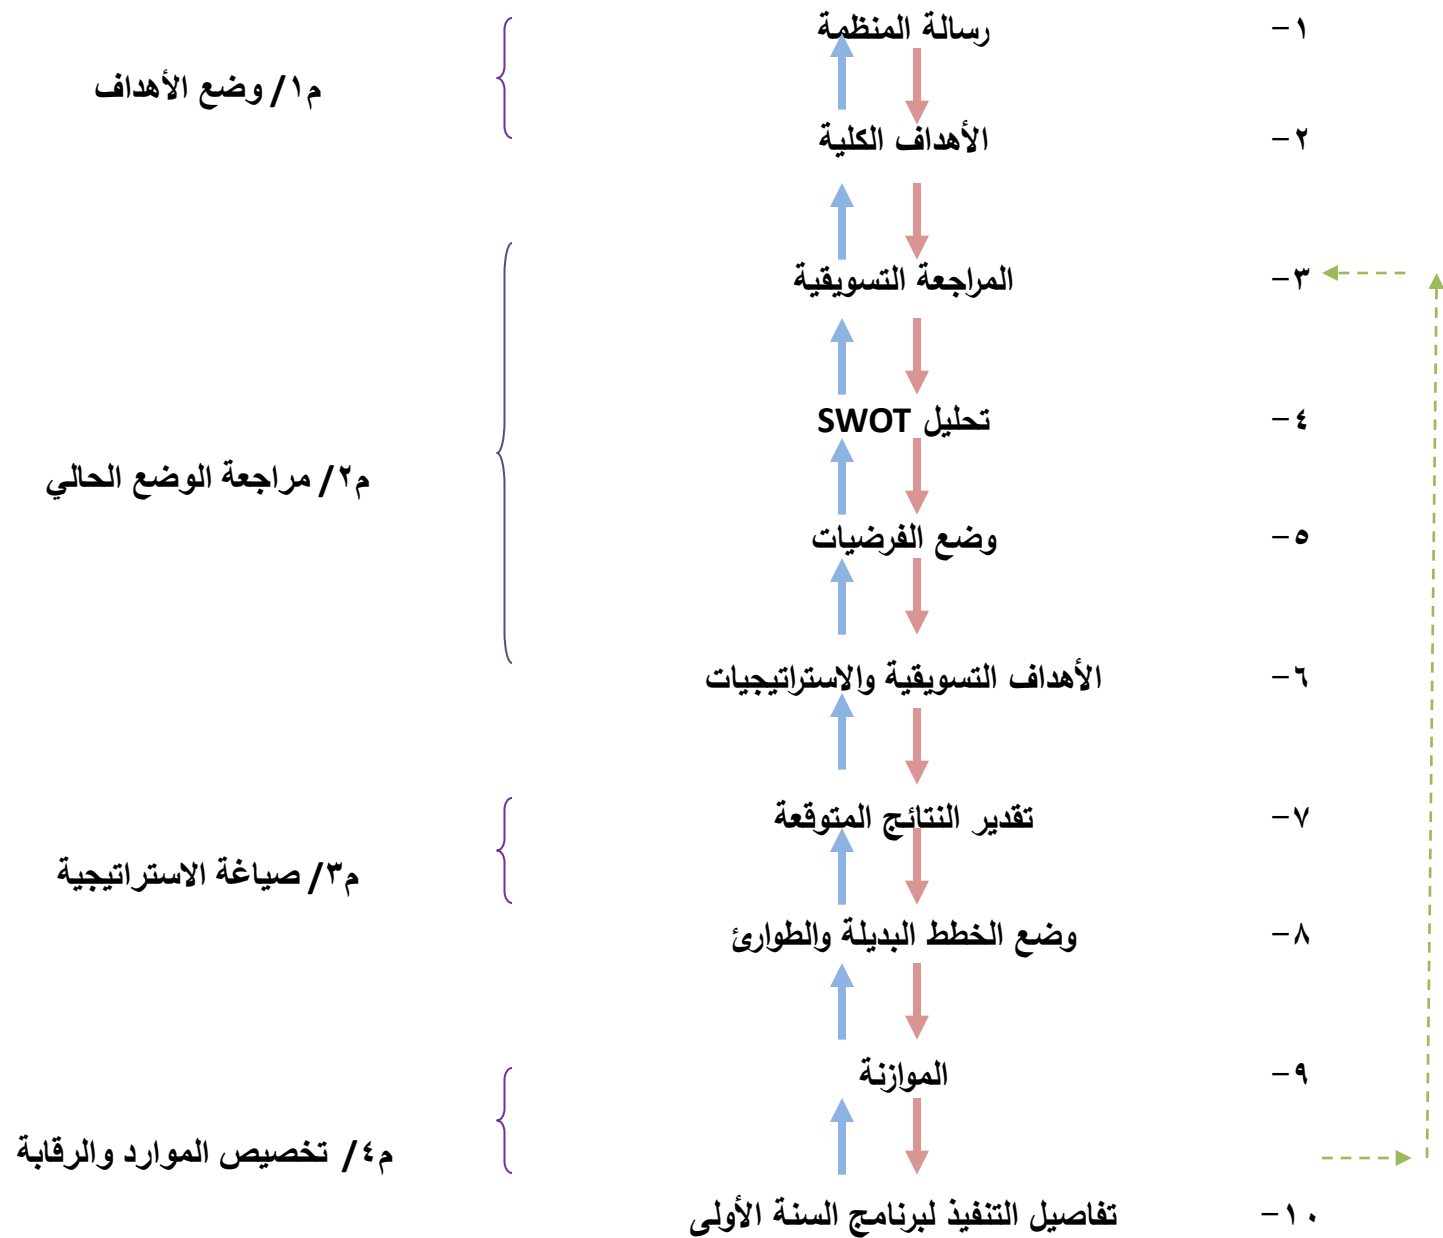 ١- رسالة المنظمة
م١/ وضع الأهداف
٢- الأهداف الكلية
٣- المراجعة التسويقية
٤- تحليل SWOT
م٢/ مراجعة الوضع الحالي
٥- وضع الفرضيات
٦- الأهداف التسويقية والاستراتيجيات
٧- تقدير النتائج المتوقعة
م٣/ صياغة الاستراتيجية
٨- وضع الخطط البديلة والطوارئ
٩- الموازنة
م٤/ تخصيص الموارد والرقابة
١٠- تفاصيل التنفيذ لبرنامج السنة الأولى